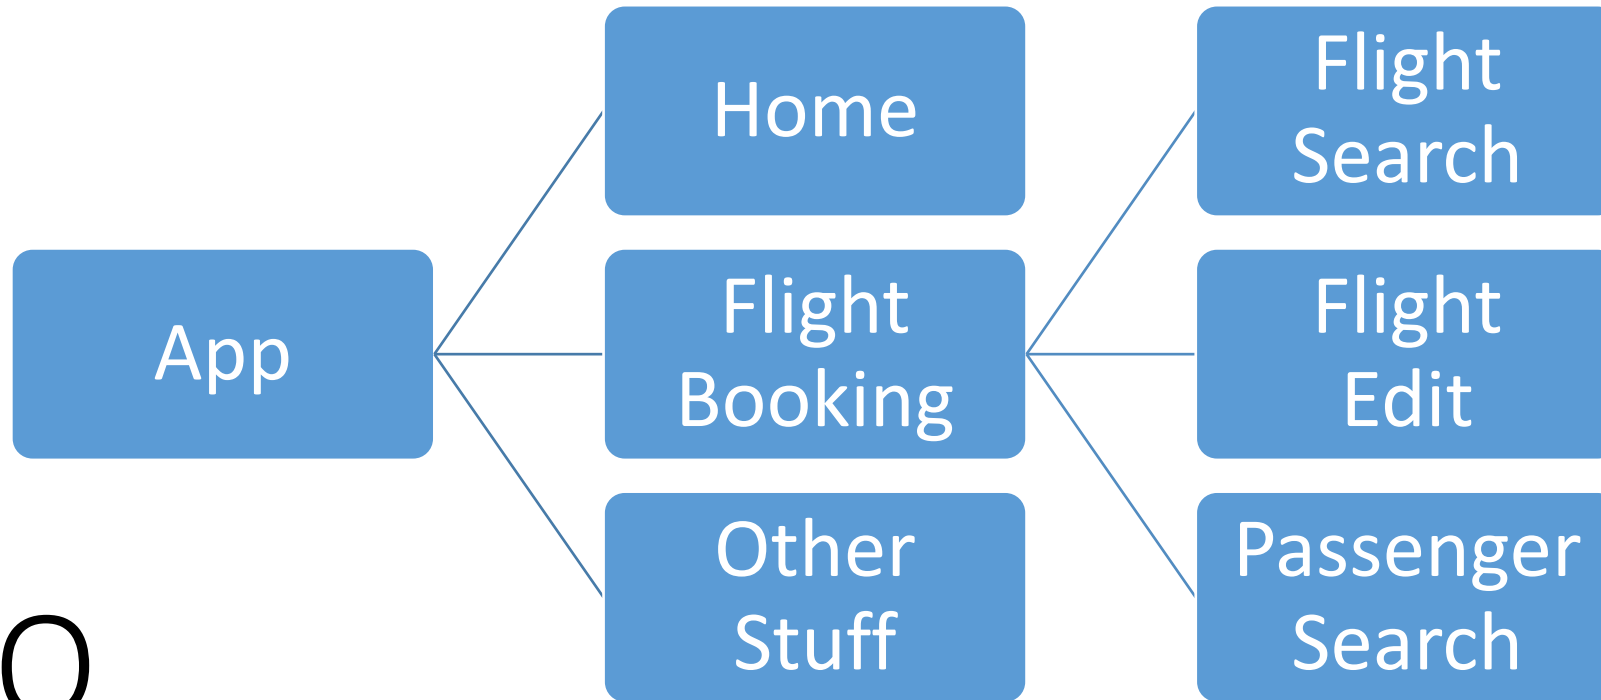 App
Home
Flight
Booking
Other
Stuff
Flight
Search
Flight
Edit
Passenger
Search